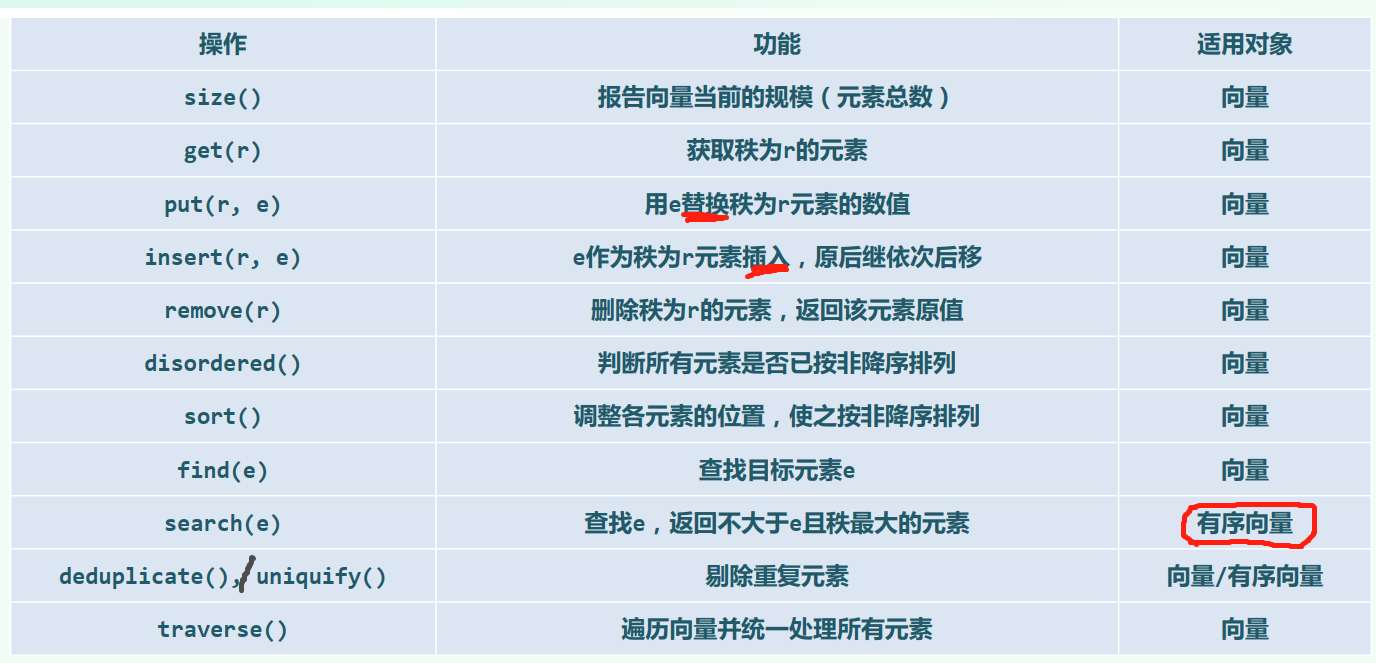 操作 功能 适用对象
size() 报告向量当前的规模（元素总数） 向量
get(r) 获取秩为r的元素 向量
put(r, e) 用e替换秩为r元素的数值 向量
insert(r, e) e作为秩为r元素插入，原后继依次后移 向量
remove(r) 删除秩为r的元素，返回该元素原值 向量
disordered() 判断所有元素是否已按非降序排列 向量
sort() 调整各元素的位置，使之按非降序排列 向量
find(e) 查找目标元素e 向量
search(e) 查找e，返回不大于e且秩最大的元素 有序向量
deduplicate(), / uniquify() 剔除重复元素 向量/有序向量
traverse() 遍历向量并统一处理所有元素 向量